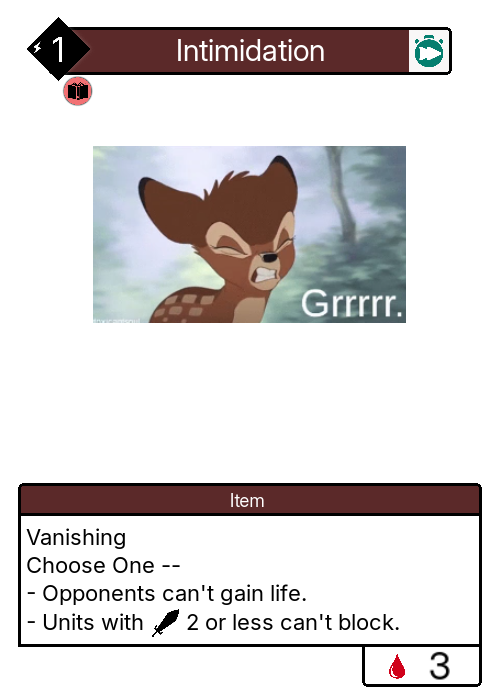 1
Intimidation
Grrrrr.
Item
Vanishing
Choose One --
- Opponents can't gain life.
- Units with 2 or less can't block.
3